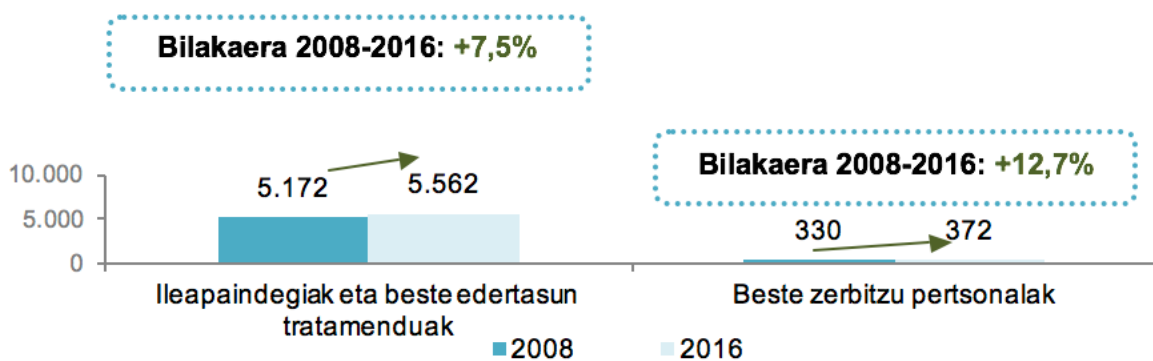 Bilakaera 2008-2016: +7,5%
Bilakaera 2008-2016: +12,7%
10.000
5.000
0
5.172
5.562
330
372
Ileapaindegiak eta beste edertasun
tratamenduak
Beste zerbitzu pertsonalak
2008
2016